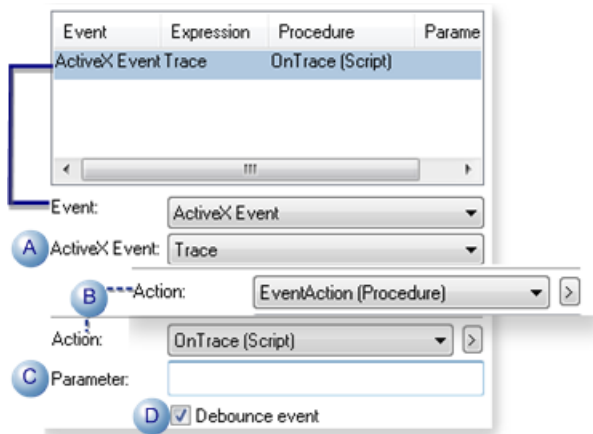 Event Expression Procedure Parame
ActiveX Event Trace OnTrace (Script)
Event: ActiveX Event
A ActiveX Event: Trace
B Action: EventAction (Procedure) >
Action: OnTrace (Script) >
C Parameter:
D Debounce event